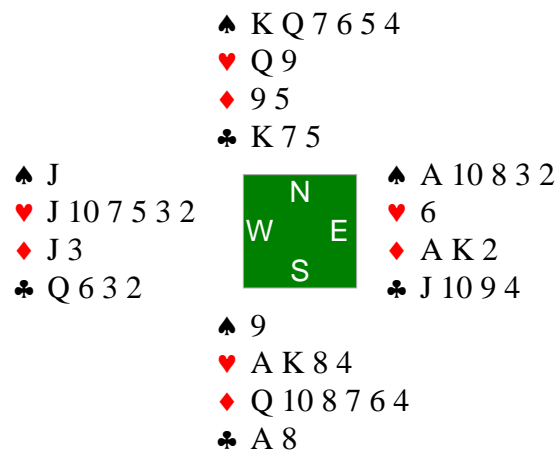 ♠ K Q 7 6 5 4
♥ Q 9
♦ 9 5
♣ K 7 5
♠ J
♥ J 10 7 5 3 2
♦ J 3
♣ Q 6 3 2
N
W E
S
♠ A 10 8 3 2
♥ 6
♦ A K 2
♣ J 10 9 4
♠ 9
♥ A K 8 4
♦ Q 10 8 7 6 4
♣ A 8